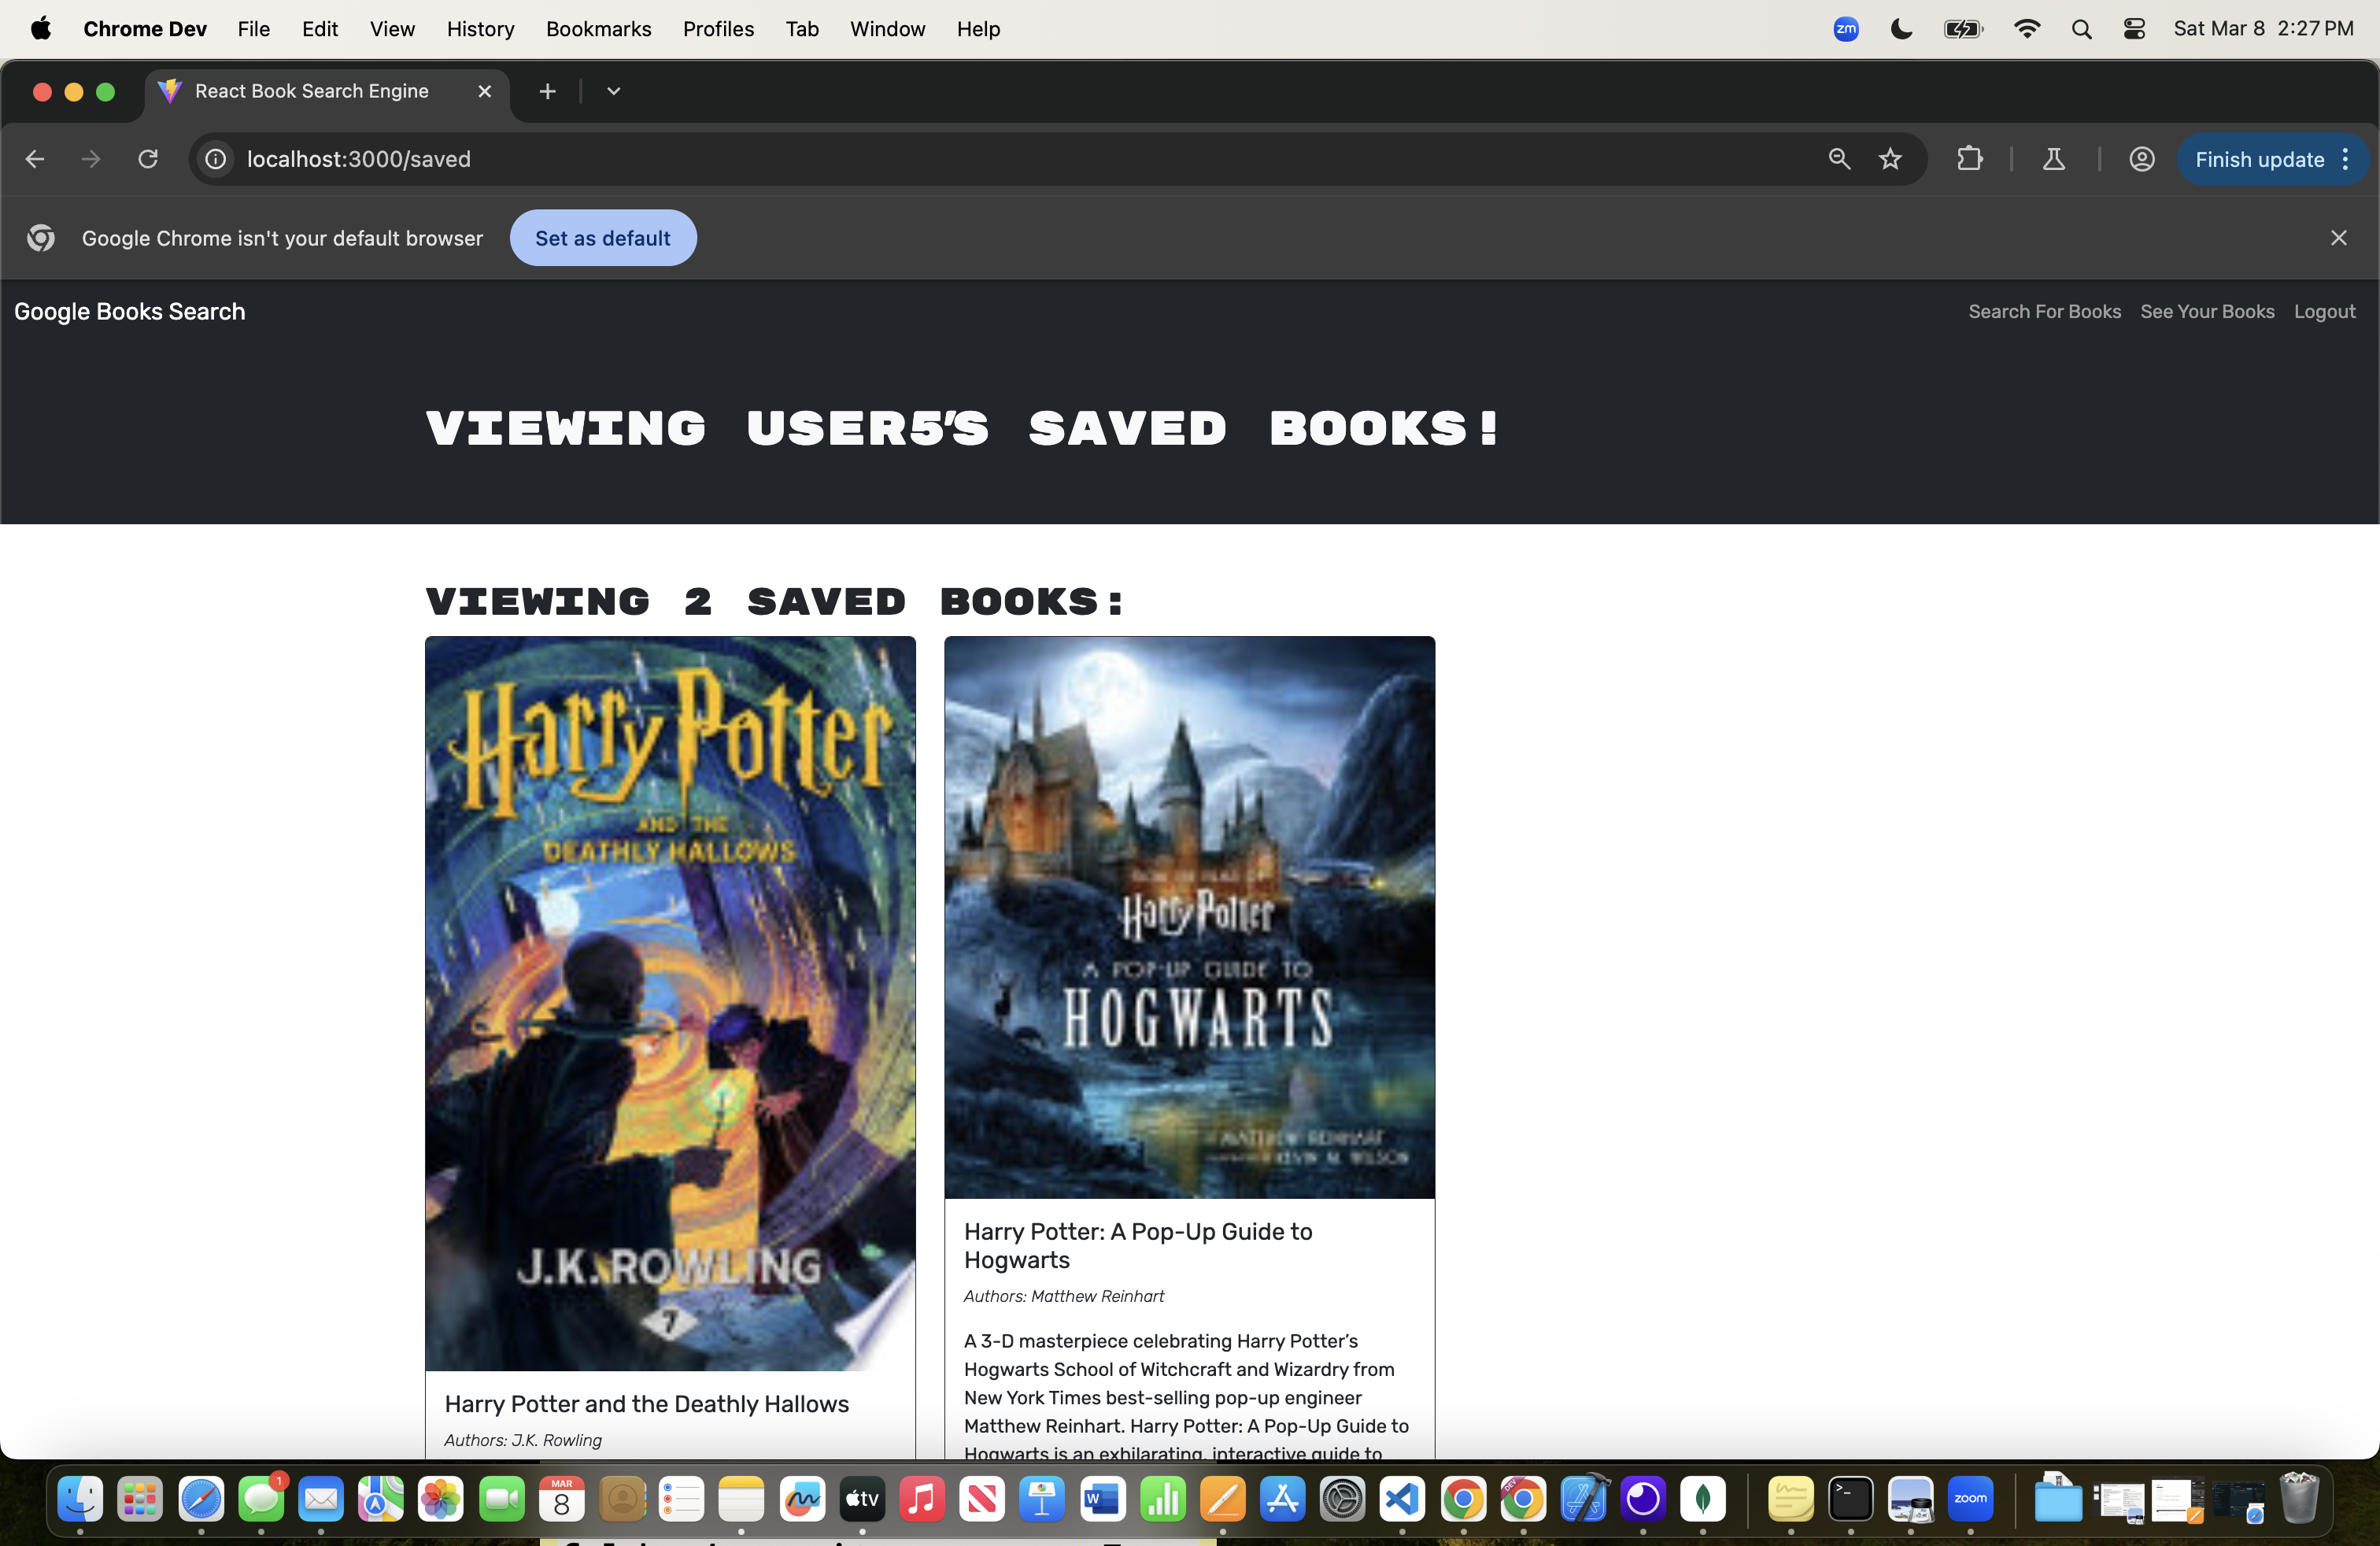 Chrome Dev File Edit View History Bookmarks Profiles Tab Window Help zm Sat Mar 8 2:27 PM
React Book Search Engine
localhost:3000/saved Finish update
Google Chrome isn't your default browser Set as default
Google Books Search Search For Books See Your Books Logout
VIEWING USER5'S SAVED BOOKS!
VIEWING 2 SAVED BOOKS:
Harry Potter
AND THE
DEATHLY HALLOWS
J.K. ROWLING
7
Harry Potter and the Deathly Hallows
Authors: J.K. Rowling
Harry Potter
A POP-UP GUIDE TO
HOGWARTS
MATTHEW REINHART
KEVIN M. WILSON
Harry Potter: A Pop-Up Guide to
Hogwarts
Authors: Matthew Reinhart
A 3-D masterpiece celebrating Harry Potter’s
Hogwarts School of Witchcraft and Wizardry from
New York Times best-selling pop-up engineer
Matthew Reinhart. Harry Potter: A Pop-Up Guide to
Hogwarts is an exhilarating, interactive guide to
1 MAR 8 tv W DEV >_ zoom